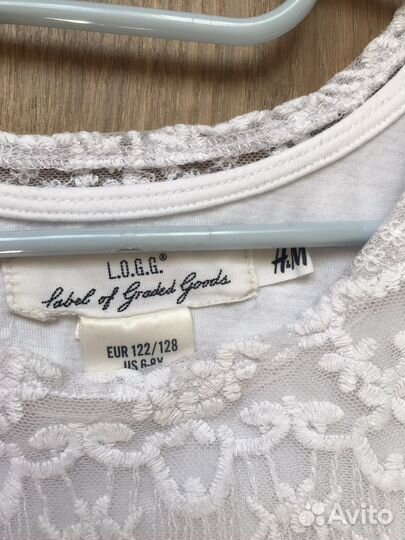 L.O.G.G.®
Label of Graded Goods
H&M
EUR 122/128
US 6-8Y
Avito